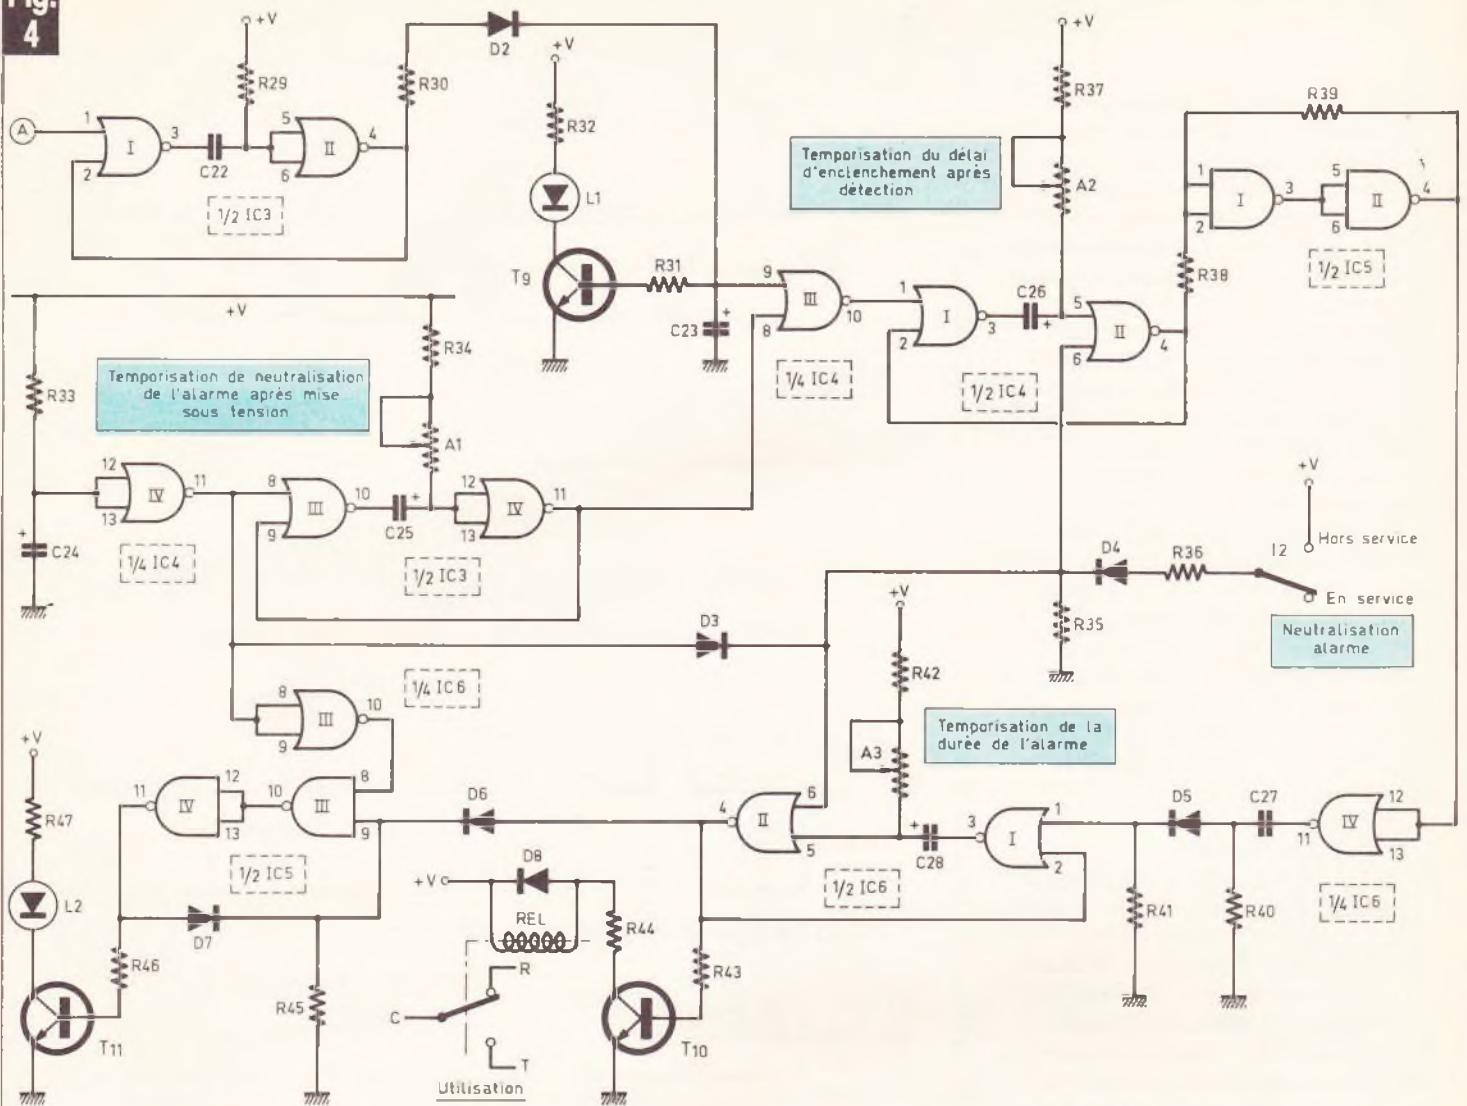 Fig.
4
+V
R29
A
1
2
I
3
C22
5
6
II
4
1/2 IC3
R30
D2
+V
R32
L1
T9
R31
C23
+
9
8
III
10
1/4 IC4
1
2
I
3
C26
+
1/2 IC4
5
6
II
4
+V
R37
A2
Temporisation du délai
d'enclenchement après
détection
R38
R39
1
2
I
3
5
6
II
4
1/2 IC5
+V
R33
R34
A1
Temporisation de neutralisation
de l'alarme après mise
sous tension
+
C24
12
13
IV
11
1/4 IC4
8
9
III
10
C25
+
12
13
IV
11
1/2 IC3
D3
D4
R36
I2
+V
Hors service
En service
Neutralisation
alarme
R35
8
9
III
10
1/4 IC6
+V
R42
A3
Temporisation de la
durée de l'alarme
+V
R47
L2
T11
11
IV
12
13
10
III
8
9
1/2 IC5
D6
D7
R46
R45
4
II
6
5
+
C28
3
I
1
2
1/2 IC6
D5
C27
11
IV
12
13
1/4 IC6
R41
R40
+V
D8
REL
R44
R43
T10
C
R
T
Utilisation